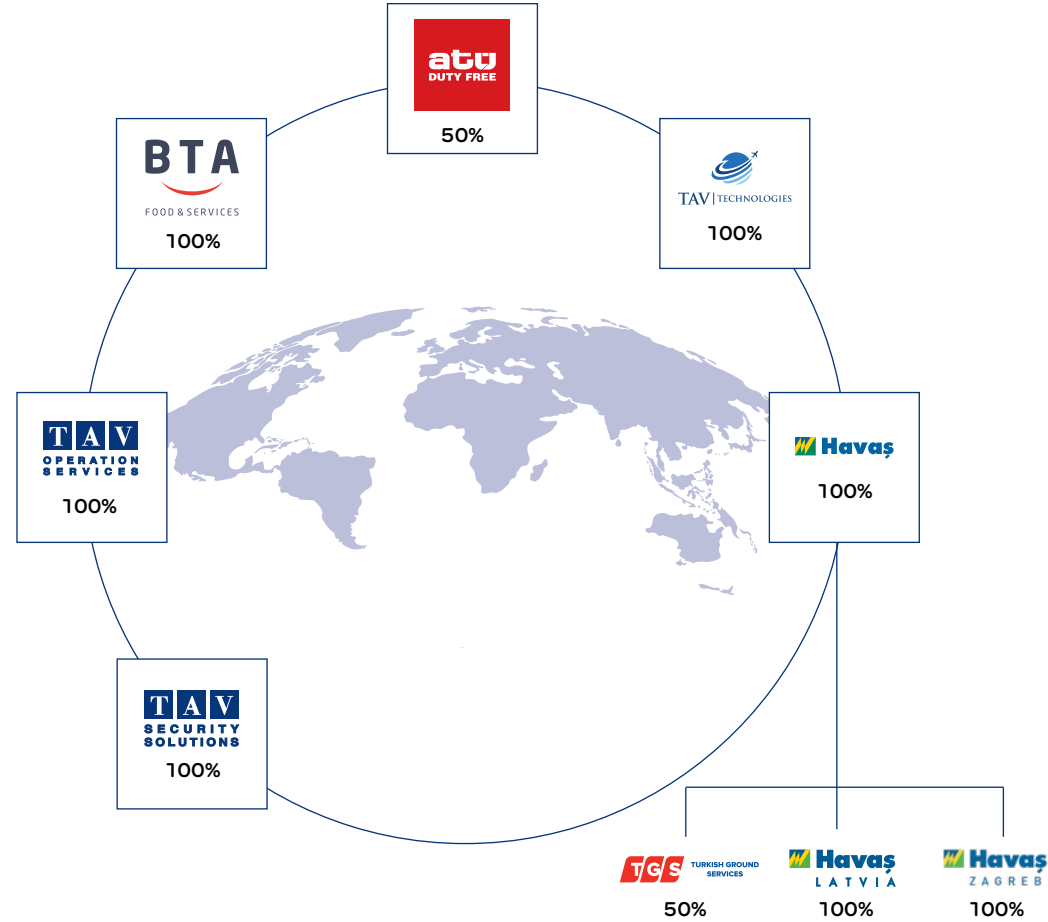 atü
DUTY FREE
50%
BTA
FOOD & SERVICES
100%
TAV | TECHNOLOGIES
100%
TAV
OPERATION
SERVICES
100%
Havaş
100%
TAV
SECURITY
SOLUTIONS
100%
TGS TURKISH GROUND
SERVICES
50%
Havaş
LATVIA
100%
Havaş
ZAGREB
100%